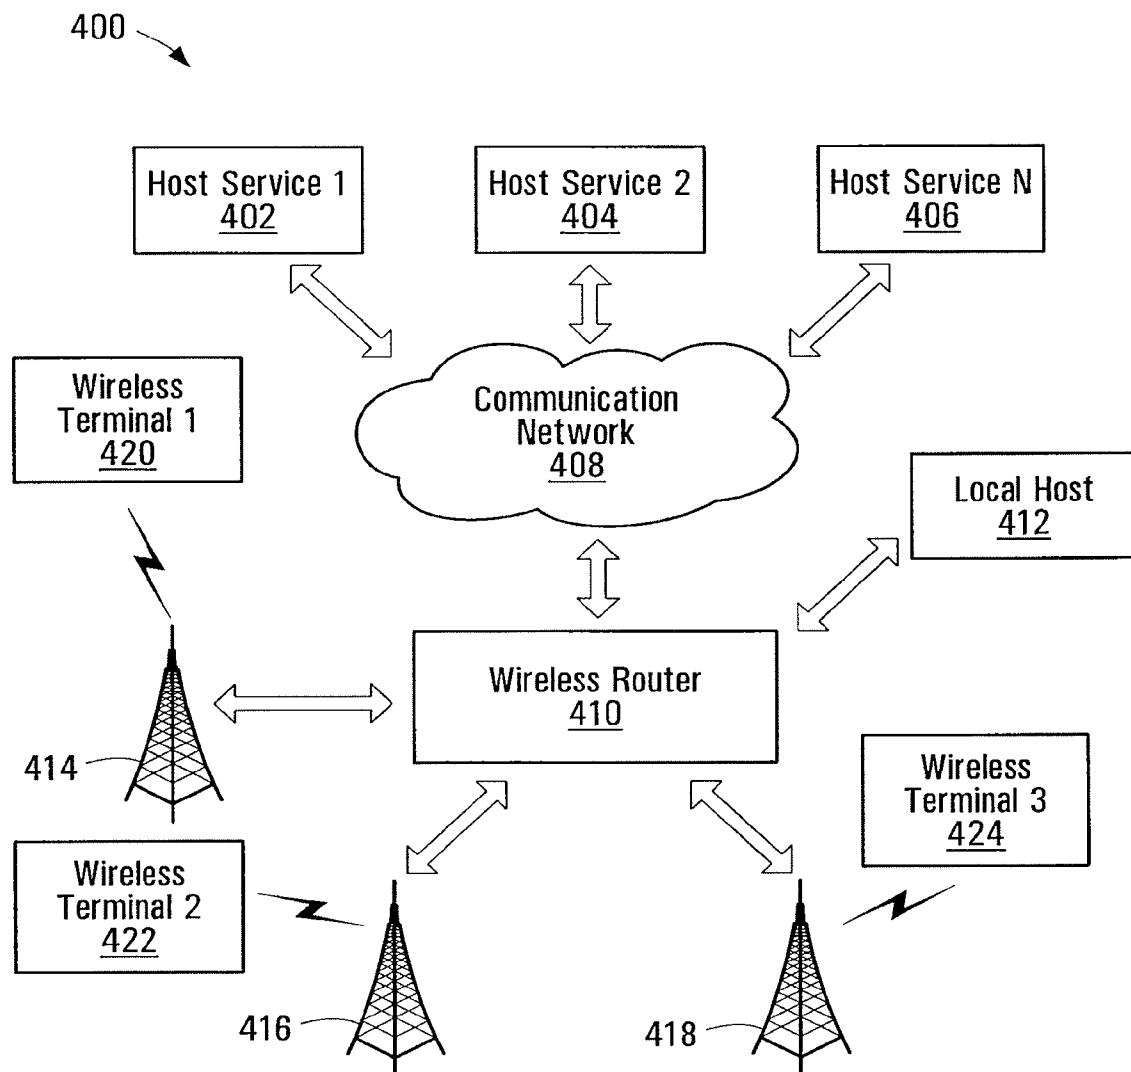 400
Host Service 1
402
Host Service 2
404
Host Service N
406
Wireless
Terminal 1
420
Communication
Network
408
Local Host
412
Wireless Router
410
414
Wireless
Terminal 3
424
Wireless
Terminal 2
422
416
418